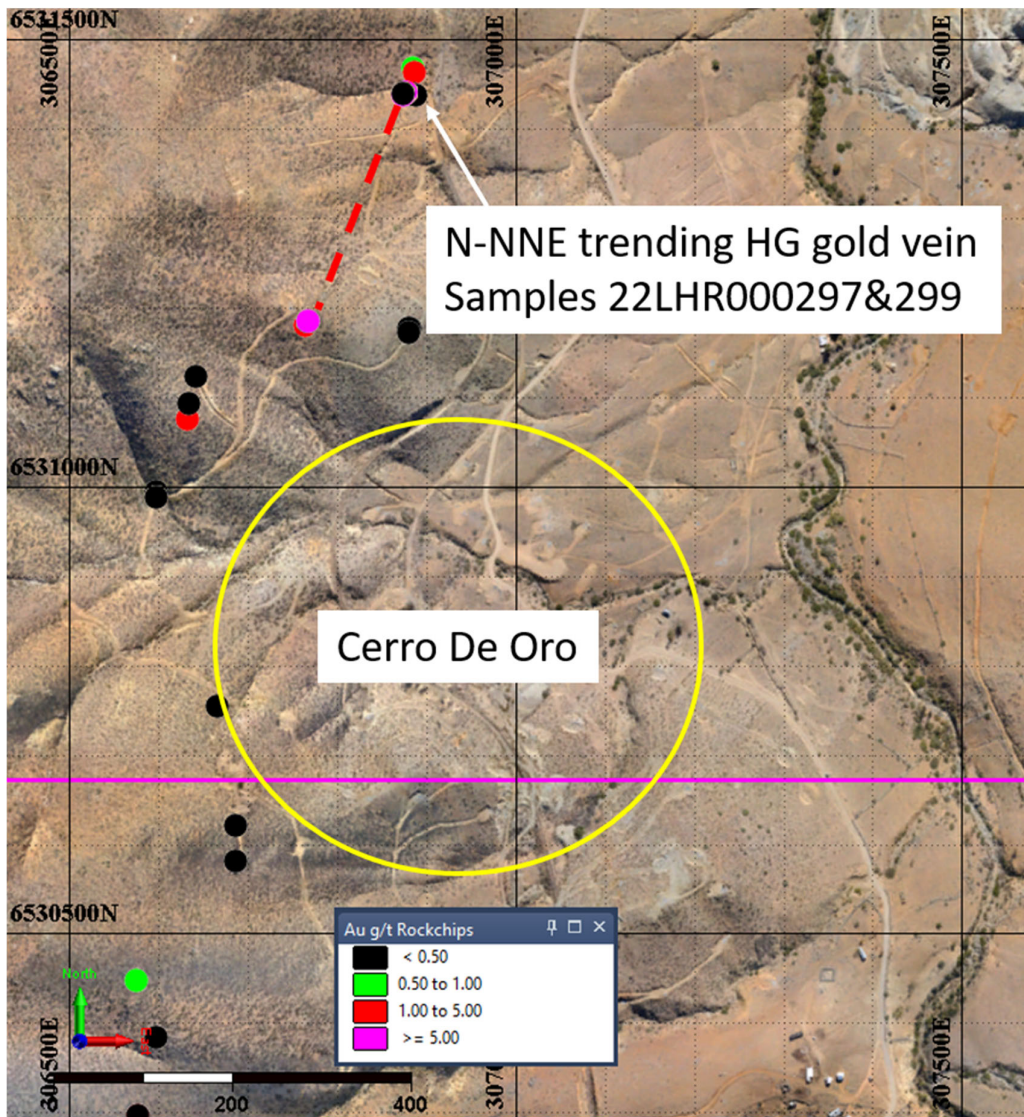 6531500N
306500E
307000E
307500E
N-NNE trending HG gold vein
Samples 22LHR000297&299
6531000N
Cerro De Oro
6530500N
Au g/t Rockchips
< 0.50
0.50 to 1.00
1.00 to 5.00
>= 5.00
North
East
306500E
307500E
200
400